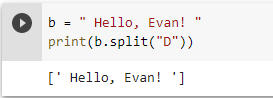 b = " Hello, Evan! "
print(b.split("D"))
[' Hello, Evan! ']